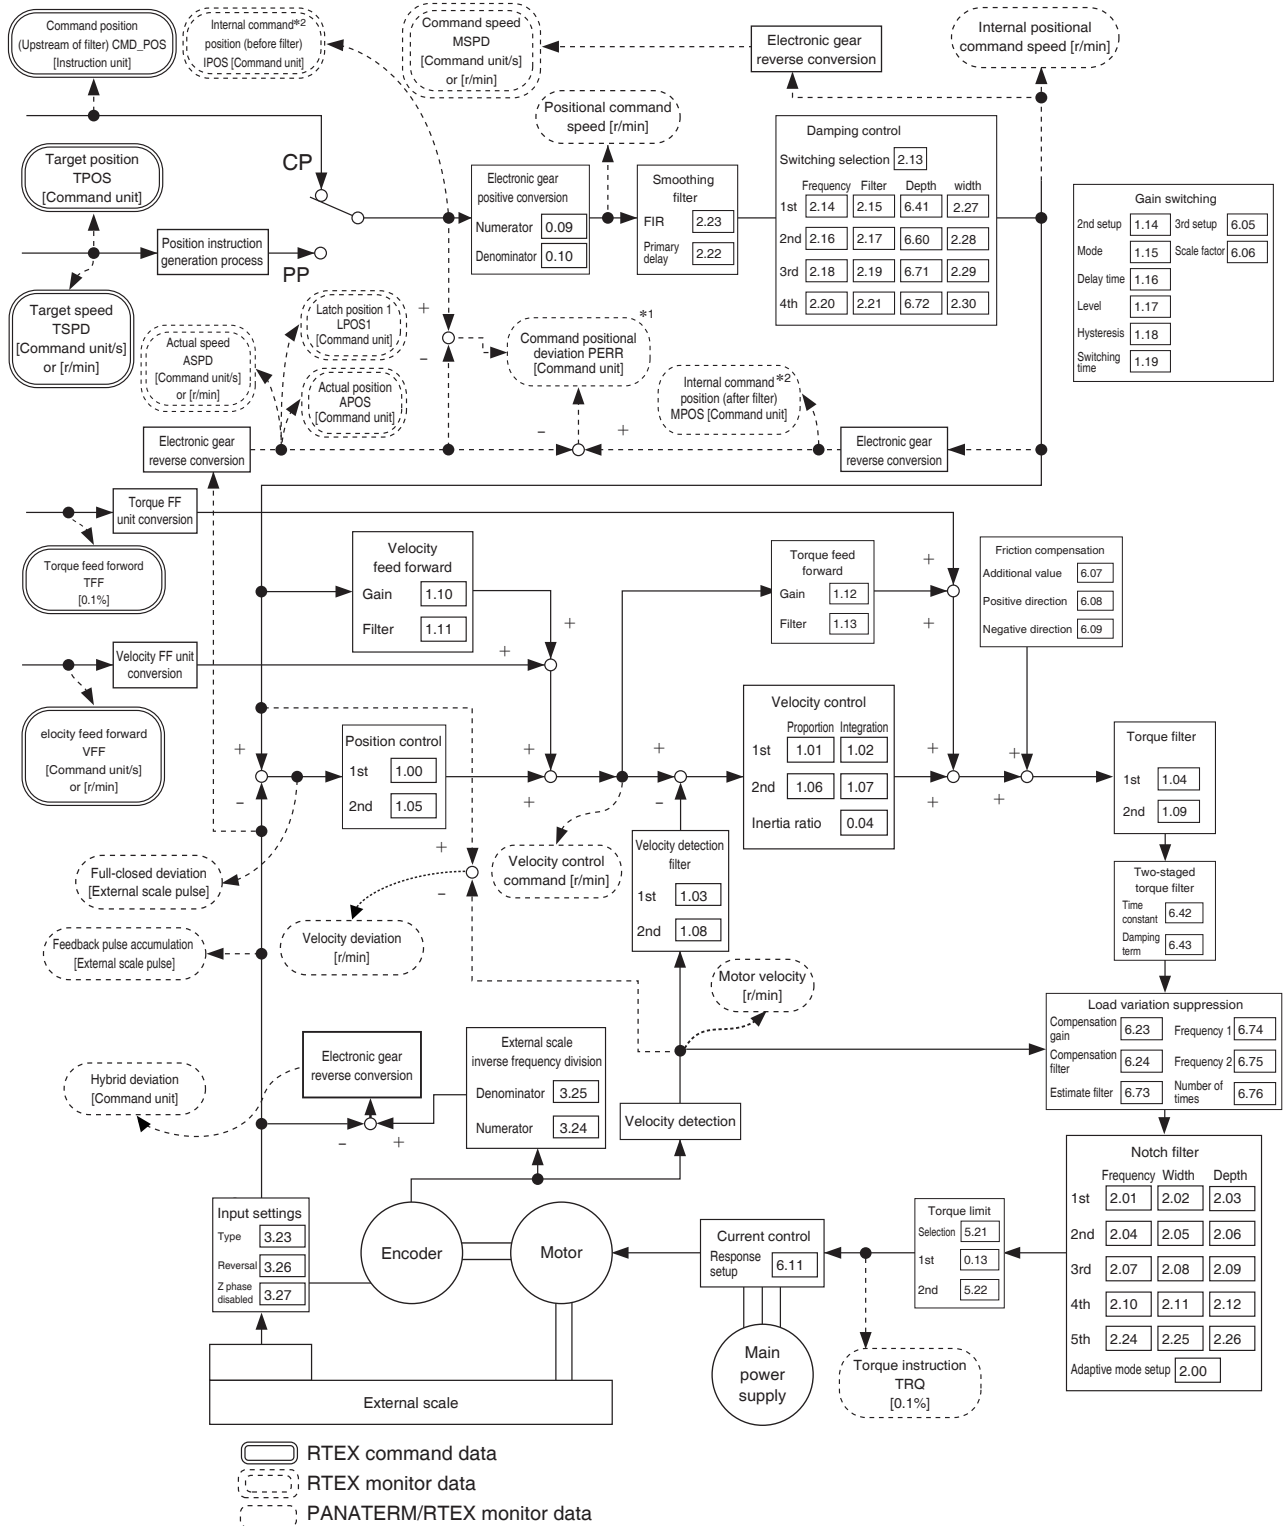 Command position
(Upstream of filter) CMD_POS
[Instruction unit]
Internal command*2
position (before filter)
IPOS [Command unit]
Command speed
MSPD
[Command unit/s]
or [r/min]
Electronic gear
reverse conversion
Internal positional
command speed [r/min]
Positional command
speed [r/min]
Target position
TPOS
[Command unit]
CP
PP
Position instruction
generation process
Target speed
TSPD
[Command unit/s]
or [r/min]
Electronic gear
positive conversion
Numerator 0.09
Denominator 0.10
Smoothing
filter
FIR 2.23
Primary
delay 2.22
Damping control
Switching selection 2.13
Frequency Filter Depth width
1st 2.14 2.15 6.41 2.27
2nd 2.16 2.17 6.60 2.28
3rd 2.18 2.19 6.71 2.29
4th 2.20 2.21 6.72 2.30
Gain switching
2nd setup 1.14 3rd setup 6.05
Mode 1.15 Scale factor 6.06
Delay time 1.16
Level 1.17
Hysteresis 1.18
Switching
time 1.19
Actual speed
ASPD
[Command unit/s]
or [r/min]
Latch position 1
LPOS1
[Command unit]
Actual position
APOS
[Command unit]
+
-
*1
Command positional
deviation PERR
[Command unit]
Internal command*2
position (after filter)
MPOS [Command unit]
- +
Electronic gear
reverse conversion
Electronic gear
reverse conversion
Torque FF
unit conversion
Torque feed forword
TFF
[0.1%]
Velocity
feed forward
Gain 1.10
Filter 1.11
Torque feed
forward
Gain 1.12
Filter 1.13
+
+
Friction compensation
Additional value 6.07
Positive direction 6.08
Negative direction 6.09
Velocity FF unit
conversion
+
+
elocity feed forward
VFF
[Command unit/s]
or [r/min]
+
-
Position control
1st 1.00
2nd 1.05
+
+
+
-
Velocity control
Proportion Integration
1st 1.01 1.02
2nd 1.06 1.07
Inertia ratio 0.04
+
+
+
+
Torque filter
1st 1.04
2nd 1.09
Full-closed deviation
[External scale pulse]
+
-
Velocity control
command [r/min]
Velocity detection
filter
1st 1.03
2nd 1.08
Two-staged
torque filter
Time
constant 6.42
Damping
term 6.43
Feedback pulse accumulation
[External scale pulse]
Velocity deviation
[r/min]
Motor velocity
[r/min]
Load variation suppression
Compensation
gain 6.23 Frequency 1 6.74
Compensation
filter 6.24 Frequency 2 6.75
Estimate filter 6.73 Number of
times 6.76
Hybrid deviation
[Command unit]
Electronic gear
reverse conversion
- +
External scale
inverse frequency division
Denominator 3.25
Numerator 3.24
Velocity detection
Notch filter
Frequency Width Depth
1st 2.01 2.02 2.03
2nd 2.04 2.05 2.06
3rd 2.07 2.08 2.09
4th 2.10 2.11 2.12
5th 2.24 2.25 2.26
Adaptive mode setup 2.00
Input settings
Type 3.23
Reversal 3.26
Z phase
disabled 3.27
Encoder
Motor
Current control
Response
setup 6.11
Torque limit
Selection 5.21
1st 0.13
2nd 5.22
Main
power
supply
Torque instruction
TRQ
[0.1%]
External scale
RTEX command data
RTEX monitor data
PANATERM/RTEX monitor data